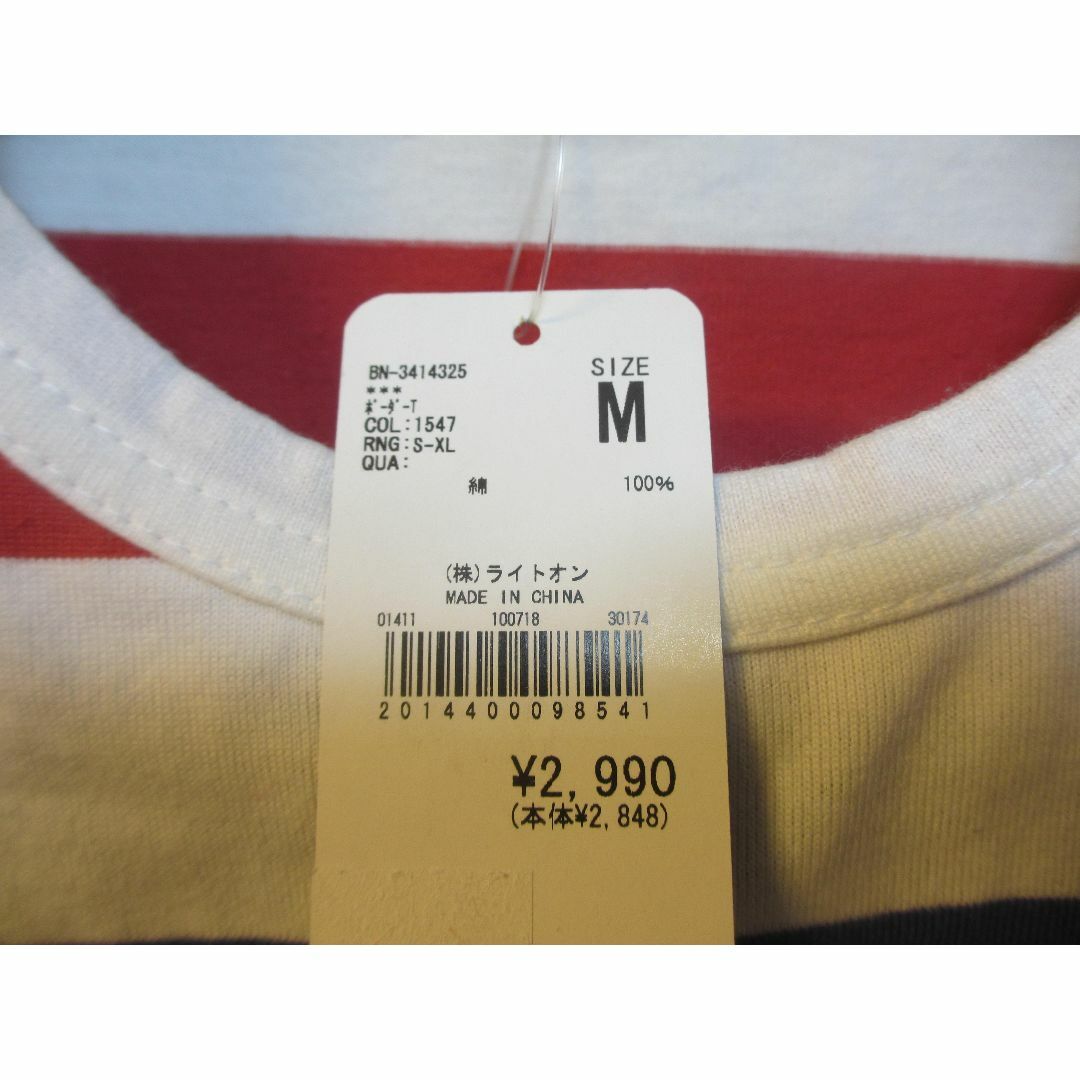 BN-3414325
SIZE
***
M
ﾎﾞｰﾀﾞｰT
COL:1547
RNG:S-XL
QUA:
綿 100%
(株)ライトオン
MADE IN CHINA
01411 100718 30174
2014400098541
¥2,990
(本体¥2,848)